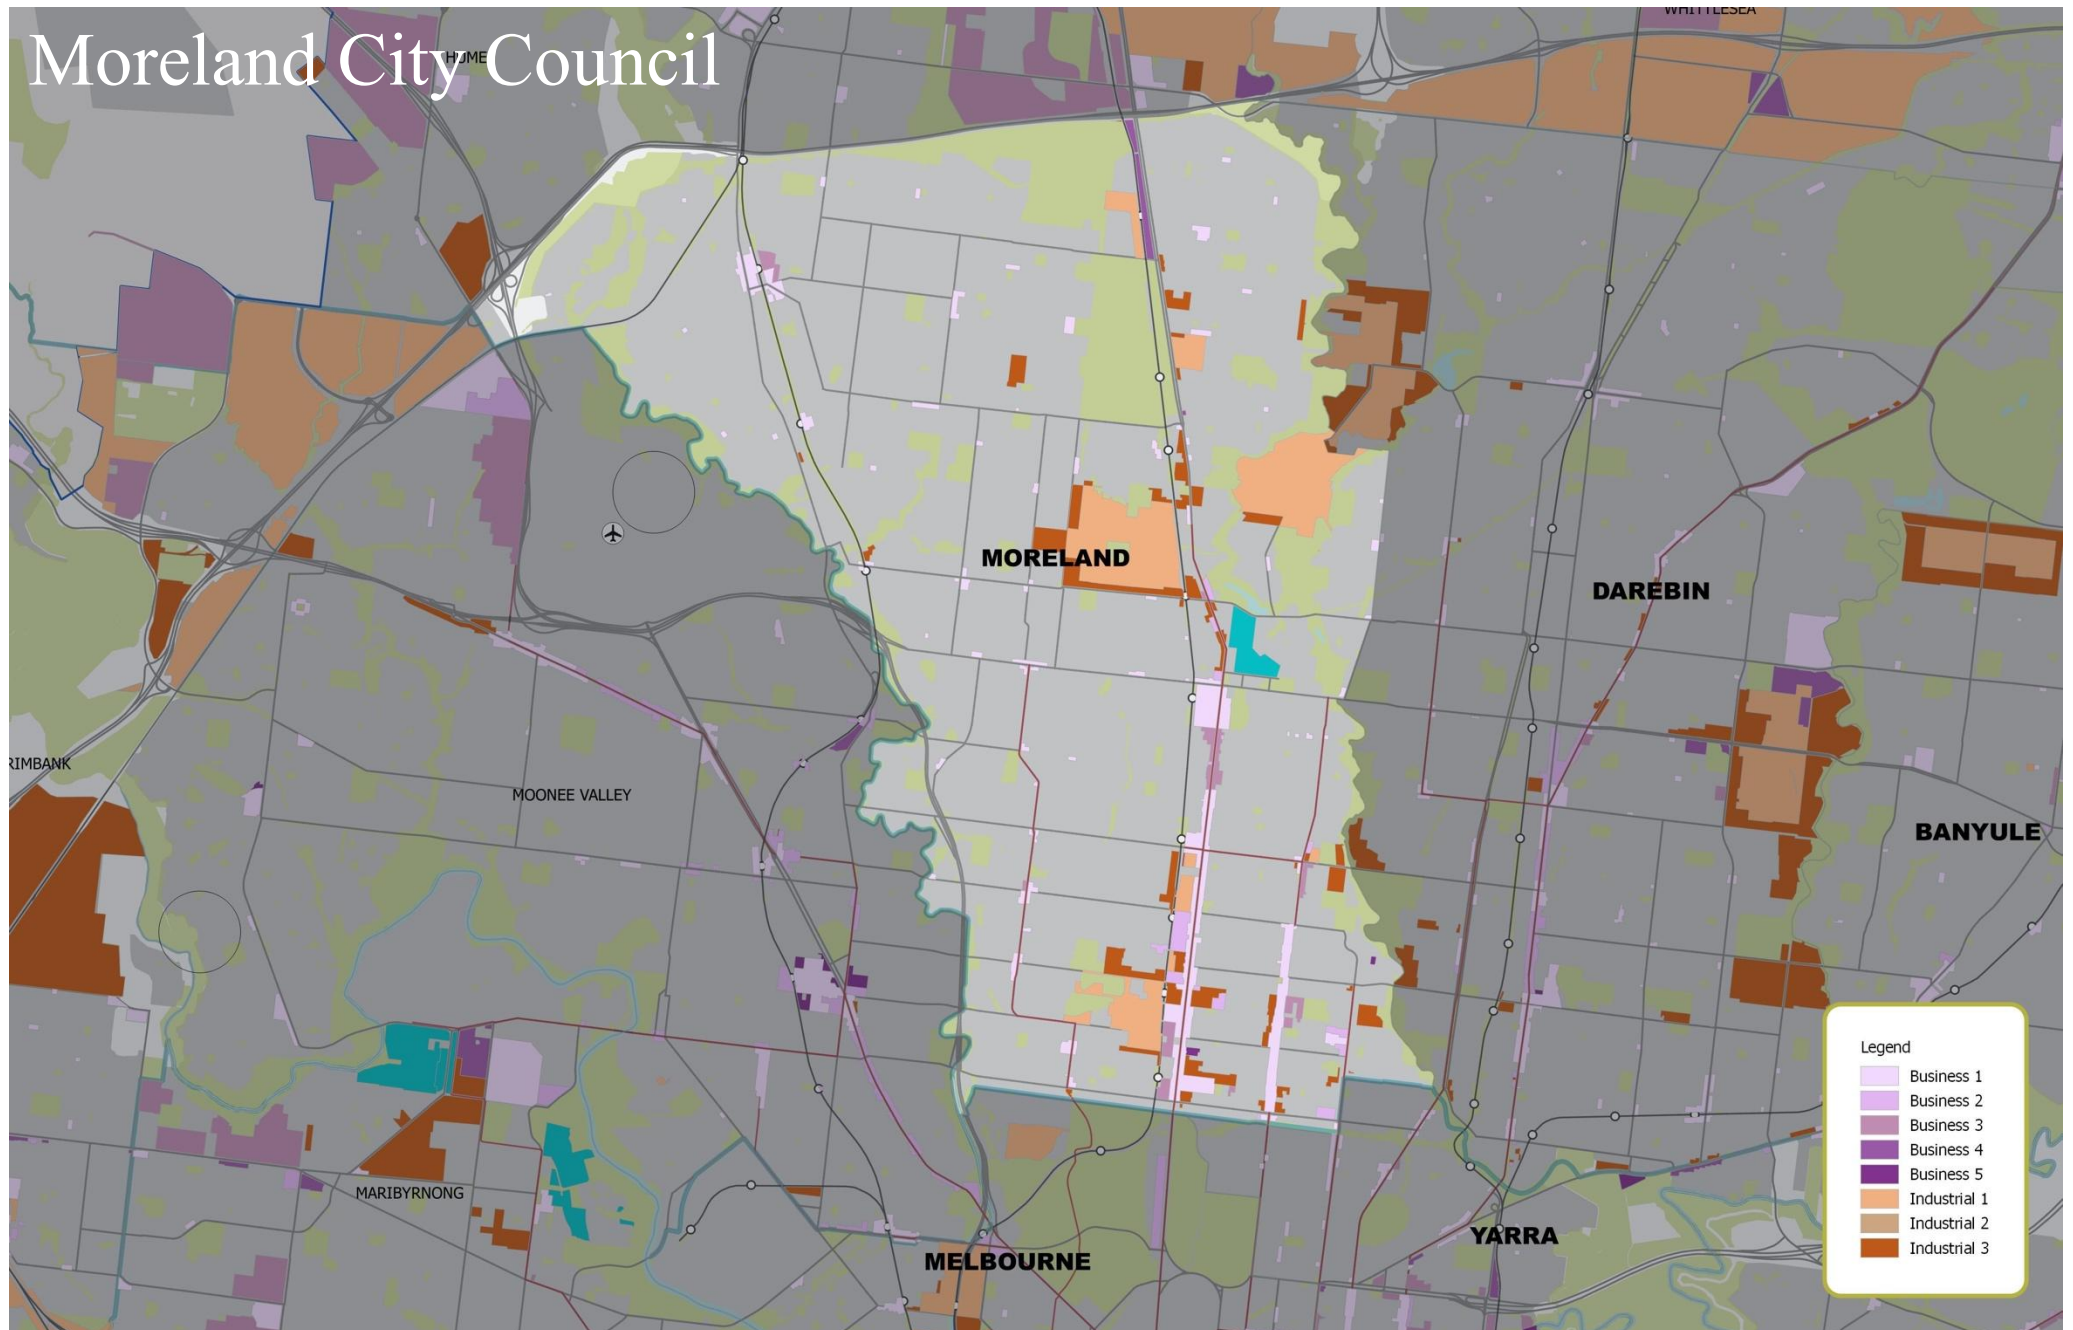 Moreland City Council
WHITTLESEA
HUME
MORELAND
DAREBIN
RIMBANK
MOONEE VALLEY
BANYULE
MARIBYRNONG
YARRA
MELBOURNE
Legend
Business 1
Business 2
Business 3
Business 4
Business 5
Industrial 1
Industrial 2
Industrial 3